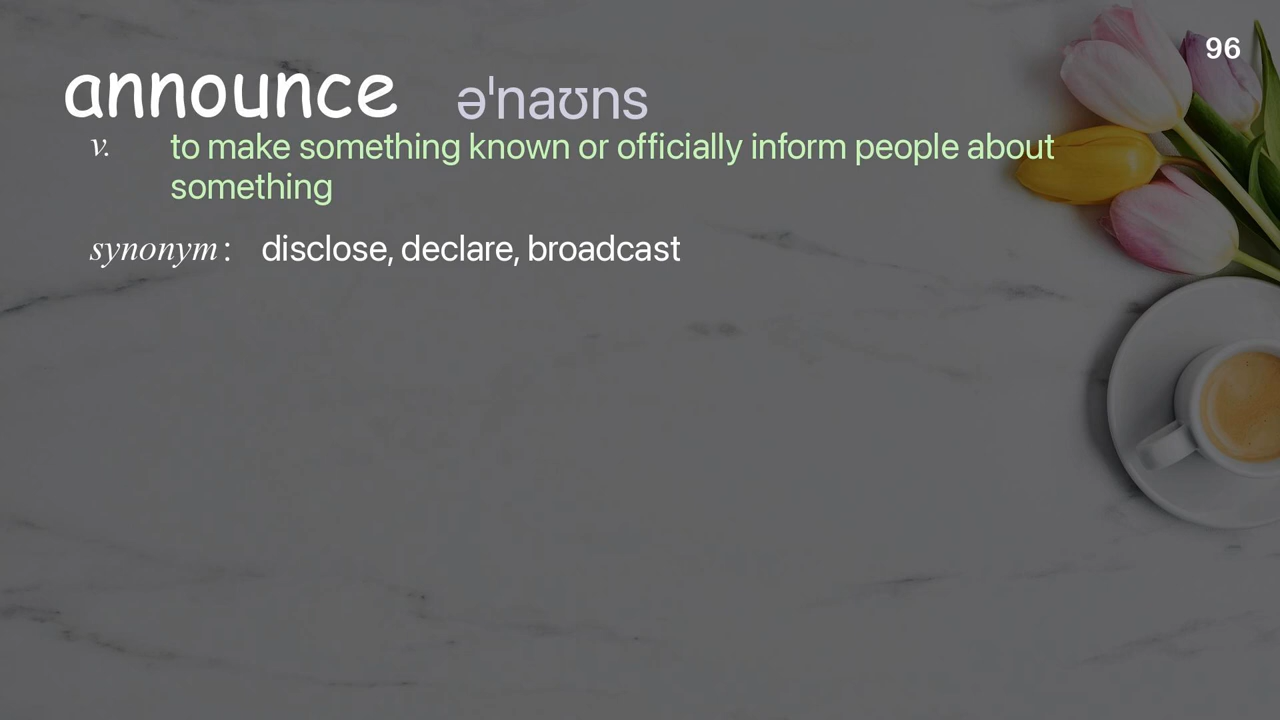 96
announce əˈnaʊns
v. to make something known or officially inform people about
something
synonym : disclose, declare, broadcast